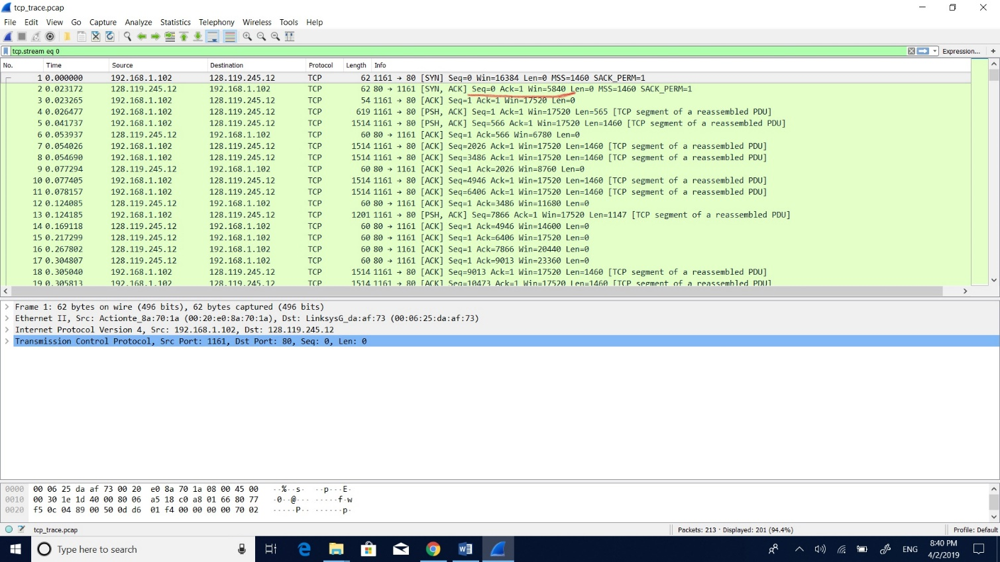 tcp_trace.pcap
File Edit View Go Capture Analyze Statistics Telephony Wireless Tools Help
tcp.stream eq 0 Expression... +
No. Time Source Destination Protocol Length Info
1 0.000000 192.168.1.102 128.119.245.12 TCP 62 1161 → 80 [SYN] Seq=0 Win=16384 Len=0 MSS=1460 SACK_PERM=1
2 0.023172 128.119.245.12 192.168.1.102 TCP 62 80 → 1161 [SYN, ACK] Seq=0 Ack=1 Win=5840 Len=0 MSS=1460 SACK_PERM=1
3 0.023265 192.168.1.102 128.119.245.12 TCP 54 1161 → 80 [ACK] Seq=1 Ack=1 Win=17520 Len=0
4 0.026477 192.168.1.102 128.119.245.12 TCP 619 1161 → 80 [PSH, ACK] Seq=1 Ack=1 Win=17520 Len=565 [TCP segment of a reassembled PDU]
5 0.041737 192.168.1.102 128.119.245.12 TCP 1514 1161 → 80 [PSH, ACK] Seq=566 Ack=1 Win=17520 Len=1460 [TCP segment of a reassembled PDU]
6 0.053937 128.119.245.12 192.168.1.102 TCP 60 80 → 1161 [ACK] Seq=1 Ack=566 Win=6780 Len=0
7 0.054026 192.168.1.102 128.119.245.12 TCP 1514 1161 → 80 [ACK] Seq=2026 Ack=1 Win=17520 Len=1460 [TCP segment of a reassembled PDU]
8 0.054690 192.168.1.102 128.119.245.12 TCP 1514 1161 → 80 [ACK] Seq=3486 Ack=1 Win=17520 Len=1460 [TCP segment of a reassembled PDU]
9 0.077294 128.119.245.12 192.168.1.102 TCP 60 80 → 1161 [ACK] Seq=1 Ack=2026 Win=8760 Len=0
10 0.077405 192.168.1.102 128.119.245.12 TCP 1514 1161 → 80 [ACK] Seq=4946 Ack=1 Win=17520 Len=1460 [TCP segment of a reassembled PDU]
11 0.078157 192.168.1.102 128.119.245.12 TCP 1514 1161 → 80 [ACK] Seq=6406 Ack=1 Win=17520 Len=1460 [TCP segment of a reassembled PDU]
12 0.124085 128.119.245.12 192.168.1.102 TCP 60 80 → 1161 [ACK] Seq=1 Ack=3486 Win=11680 Len=0
13 0.124185 192.168.1.102 128.119.245.12 TCP 1201 1161 → 80 [PSH, ACK] Seq=7866 Ack=1 Win=17520 Len=1147 [TCP segment of a reassembled PDU]
14 0.169118 128.119.245.12 192.168.1.102 TCP 60 80 → 1161 [ACK] Seq=1 Ack=4946 Win=14600 Len=0
15 0.217299 128.119.245.12 192.168.1.102 TCP 60 80 → 1161 [ACK] Seq=1 Ack=6406 Win=17520 Len=0
16 0.267802 128.119.245.12 192.168.1.102 TCP 60 80 → 1161 [ACK] Seq=1 Ack=7866 Win=20440 Len=0
17 0.304807 128.119.245.12 192.168.1.102 TCP 60 80 → 1161 [ACK] Seq=1 Ack=9013 Win=23360 Len=0
18 0.305040 192.168.1.102 128.119.245.12 TCP 1514 1161 → 80 [ACK] Seq=9013 Ack=1 Win=17520 Len=1460 [TCP segment of a reassembled PDU]
19 0.305813 192.168.1.102 128.119.245.12 TCP 1514 1161 → 80 [ACK] Seq=10473 Ack=1 Win=17520 Len=1460 [TCP segment of a reassembled PDU]
Frame 1: 62 bytes on wire (496 bits), 62 bytes captured (496 bits)
Ethernet II, Src: Actionte_8a:70:1a (00:20:e0:8a:70:1a), Dst: LinksysG_da:af:73 (00:06:25:da:af:73)
Internet Protocol Version 4, Src: 192.168.1.102, Dst: 128.119.245.12
Transmission Control Protocol, Src Port: 1161, Dst Port: 80, Seq: 0, Len: 0
0000 00 06 25 da af 73 00 20 e0 8a 70 1a 08 00 45 00 ··%··s· ··p···E·
0010 00 30 1e 1d 40 00 80 06 a5 18 c0 a8 01 66 80 77 ·0··@··· ·····f·w
0020 f5 0c 04 89 00 50 0d d6 01 f4 00 00 00 00 70 02 ·····P·· ······p·
tcp_trace.pcap Packets: 213 · Displayed: 201 (94.4%) Profile: Default
Type here to search ENG 8:40 PM
4/2/2019